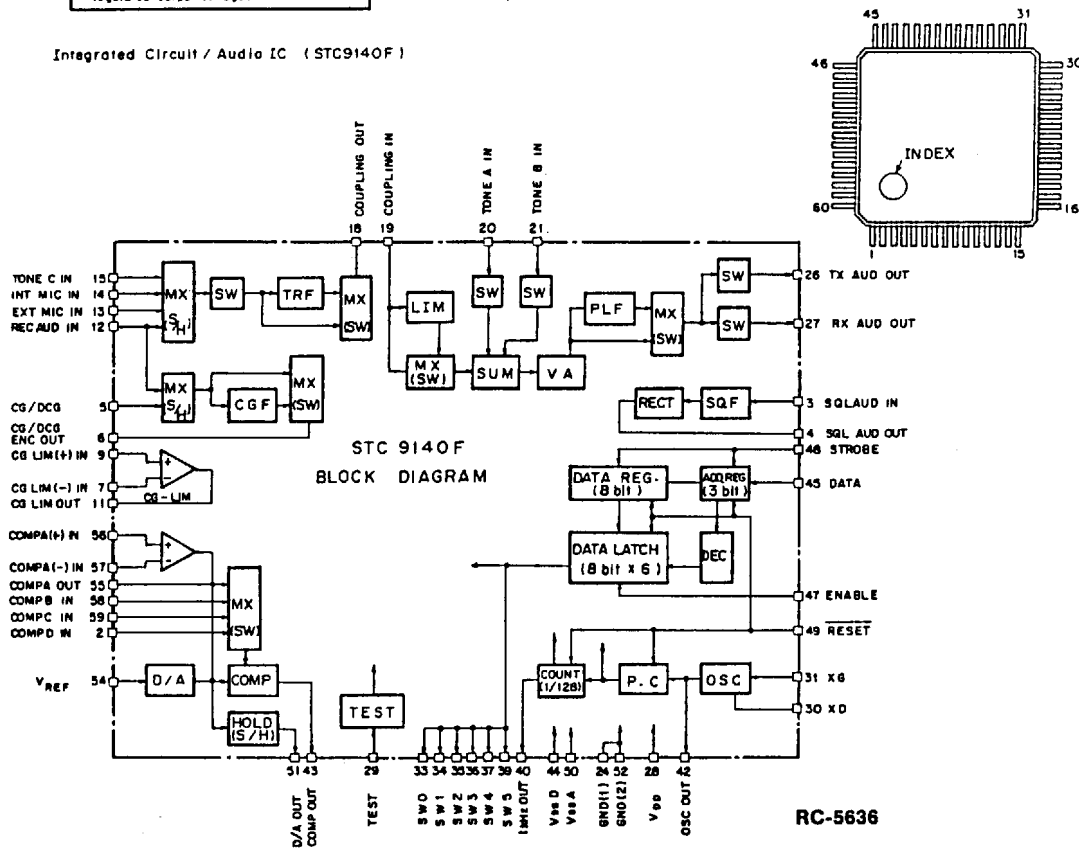 Integrated Circuit / Audio IC (STC9140F)
45
31
46
30
INDEX
60
16
1
15
COUPLING OUT
COUPLING IN
TONE A IN
TONE B IN
18
19
20
21
TONE C IN 15
INT MIC IN 14
EXT MIC IN 13
REC AUD IN 12
MX
(S/H)
SW
TRF
MX
(SW)
LIM
MX
(SW)
SW
SW
SUM
VA
PLF
MX
(SW)
SW
SW
26 TX AUD OUT
27 RX AUD OUT
CG/DCG 5
CG/DCG
ENC OUT 6
MX
(S/H)
CGF
MX
(SW)
RECT
SQF
3 SQLAUD IN
4 SQL AUD OUT
CG LIM(+) IN 9
CG LIM(-) IN 7
CG LIM OUT 11
+
-
CG-LIM
STC 9140F
BLOCK DIAGRAM
48 STROBE
45 DATA
DATA REG.
(8 bit)
ADD REG
(3 bit)
DATA LATCH
(8 bit X 6)
DEC
47 ENABLE
COMPA(+) IN 56
COMPA(-) IN 57
COMPA OUT 55
COMPB IN 58
COMPC IN 59
COMPD IN 2
+
-
MX
(SW)
49 RESET
VREF 54
D/A
COMP
HOLD
(S/H)
TEST
COUNT
(1/128)
P.C
OSC
31 XG
30 XD
51 43 29 33 34 35 36 37 39 40 44 50 24 52 28 42
D/A OUT
COMP OUT
TEST
SW0
SW1
SW2
SW3
SW4
SW5
1kHz OUT
VSS D
VSS A
GND(1)
GND(2)
VDD
OSC OUT
RC-5636